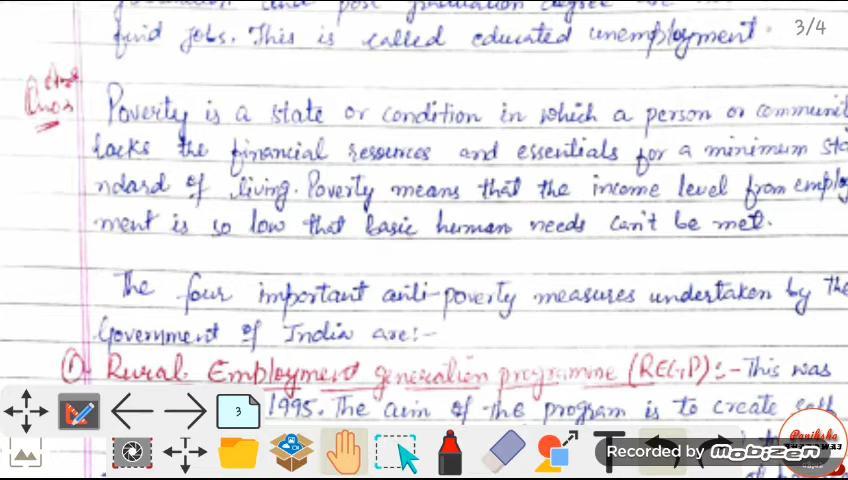 find jobs. This is called educated unemployment.
3/4
Poverty is a state or condition in which a person or communit
lacks the financial resources and essentials for a minimum sta
ndard of living. Poverty means that the income level from employ
ment is so low that basic human needs can't be met.
The four important anti-poverty measures undertaken by the
Government of India are:-
① Rural Employment generation programme (REGP):- This was
1995. The aim of the program is to create self
3
Recorded by
mobizen